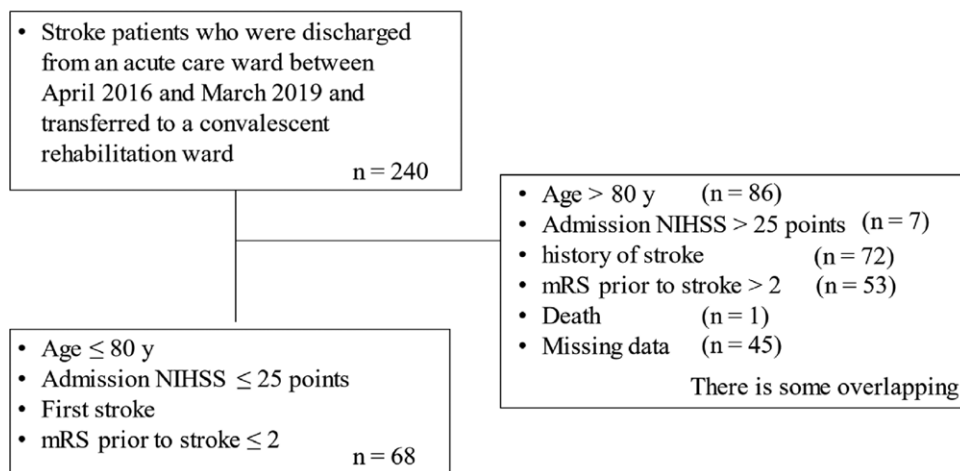 • Stroke patients who were discharged
from an acute care ward between
April 2016 and March 2019 and
transferred to a convalescent
rehabilitation ward
n = 240
• Age > 80 y (n = 86)
• Admission NIHSS > 25 points (n = 7)
• history of stroke (n = 72)
• mRS prior to stroke > 2 (n = 53)
• Death (n = 1)
• Missing data (n = 45)
There is some overlapping
• Age ≤ 80 y
• Admission NIHSS ≤ 25 points
• First stroke
• mRS prior to stroke ≤ 2
n = 68